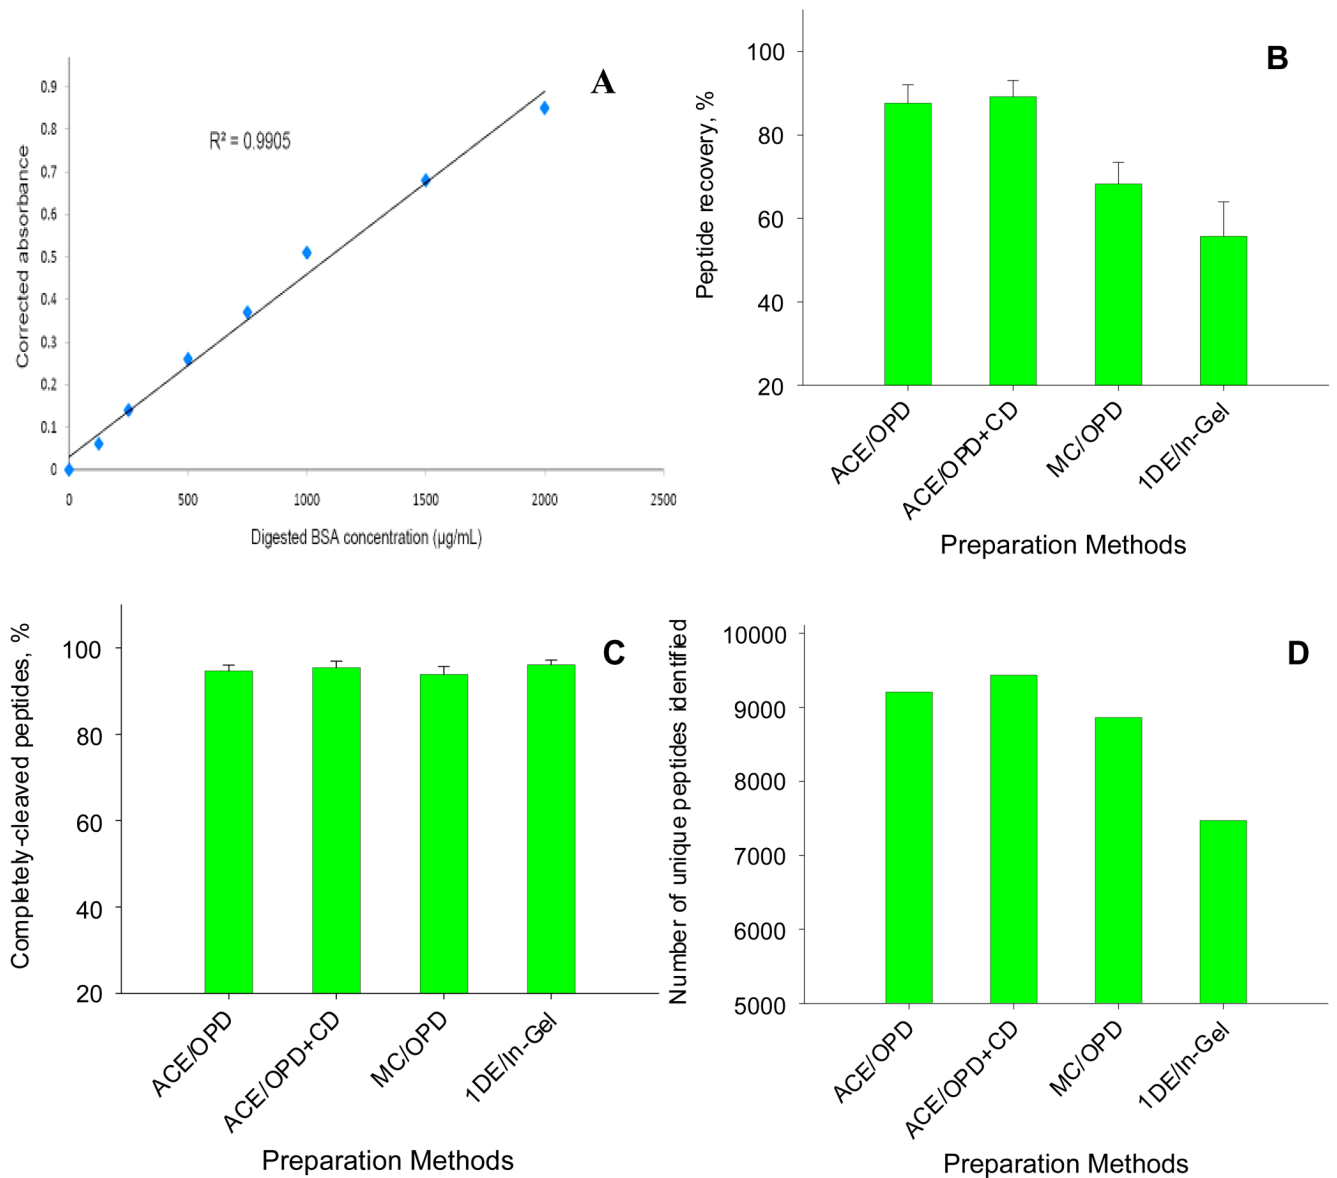 A
R² = 0.9905
Corrected absorbance
0.9
0.8
0.7
0.6
0.5
0.4
0.3
0.2
0.1
0
0 500 1000 1500 2000 2500
Digested BSA concentration (µg/mL)
B
Peptide recovery, %
100
80
60
40
20
ACE/OPD
ACE/OPD+CD
MC/OPD
1DE/In-Gel
Preparation Methods
C
Completely-cleaved peptides, %
100
80
60
40
20
ACE/OPD
ACE/OPD+CD
MC/OPD
1DE/In-Gel
Preparation Methods
D
Number of unique peptides identified
10000
9000
8000
7000
6000
5000
ACE/OPD
ACE/OPD+CD
MC/OPD
1DE/In-Gel
Preparation Methods